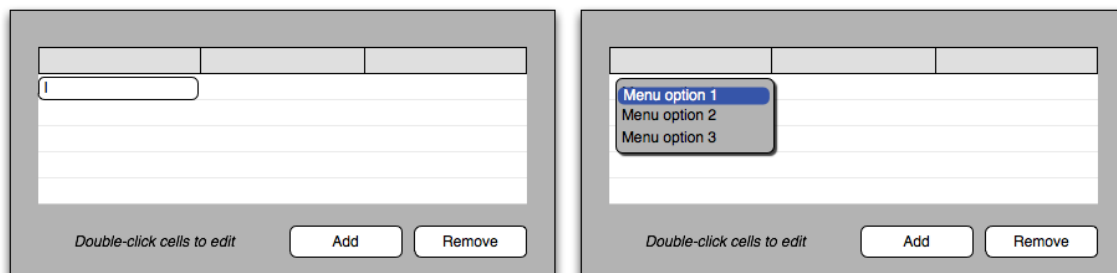 Double-click cells to edit
Add
Remove
Menu option 1
Menu option 2
Menu option 3
Double-click cells to edit
Add
Remove